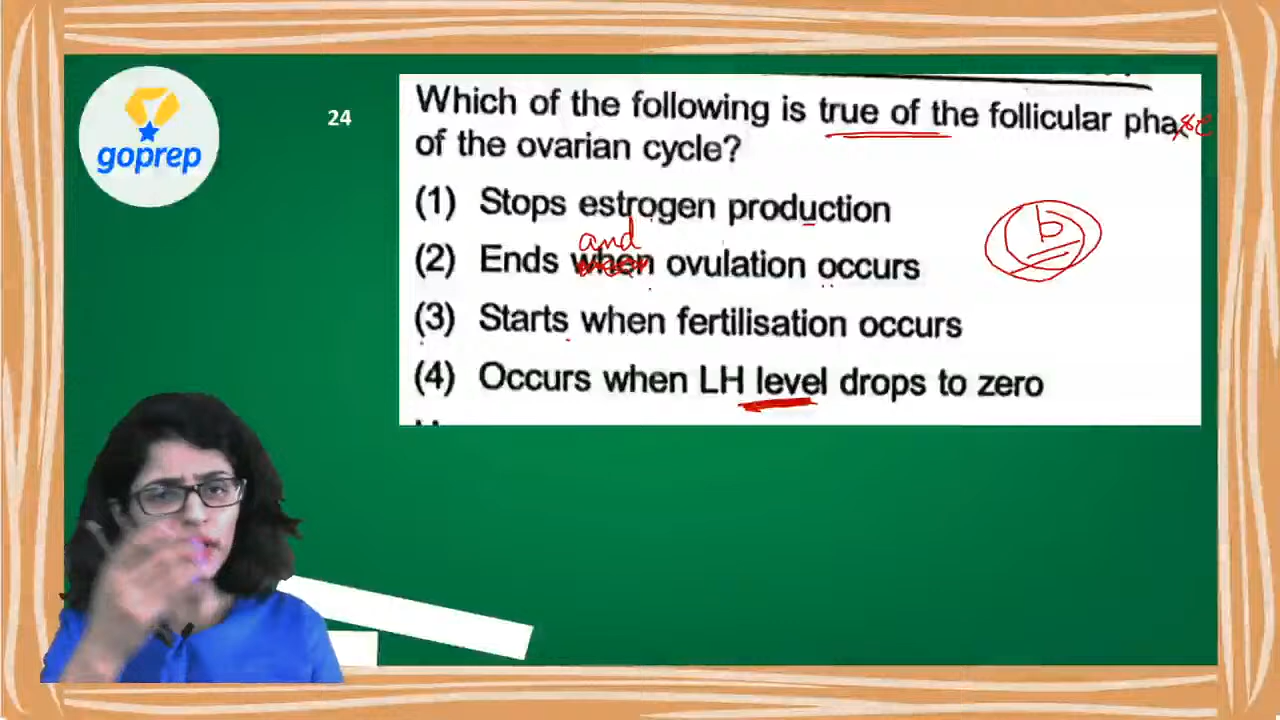 goprep
24
Which of the following is true of the follicular phase
of the ovarian cycle?
(1) Stops estrogen production
and
(2) Ends when ovulation occurs
b
(3) Starts when fertilisation occurs
(4) Occurs when LH level drops to zero